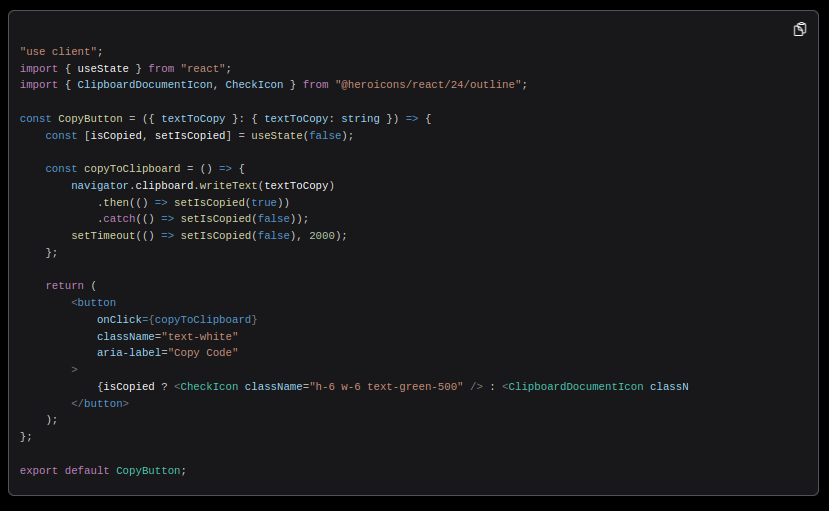 "use client";
import { useState } from "react";
import { ClipboardDocumentIcon, CheckIcon } from "@heroicons/react/24/outline";

const CopyButton = ({ textToCopy }: { textToCopy: string }) => {
    const [isCopied, setIsCopied] = useState(false);

    const copyToClipboard = () => {
        navigator.clipboard.writeText(textToCopy)
            .then(() => setIsCopied(true))
            .catch(() => setIsCopied(false));
        setTimeout(() => setIsCopied(false), 2000);
    };

    return (
        <button
            onClick={copyToClipboard}
            className="text-white"
            aria-label="Copy Code"
        >
            {isCopied ? <CheckIcon className="h-6 w-6 text-green-500" /> : <ClipboardDocumentIcon classN
        </button>
    );
};

export default CopyButton;